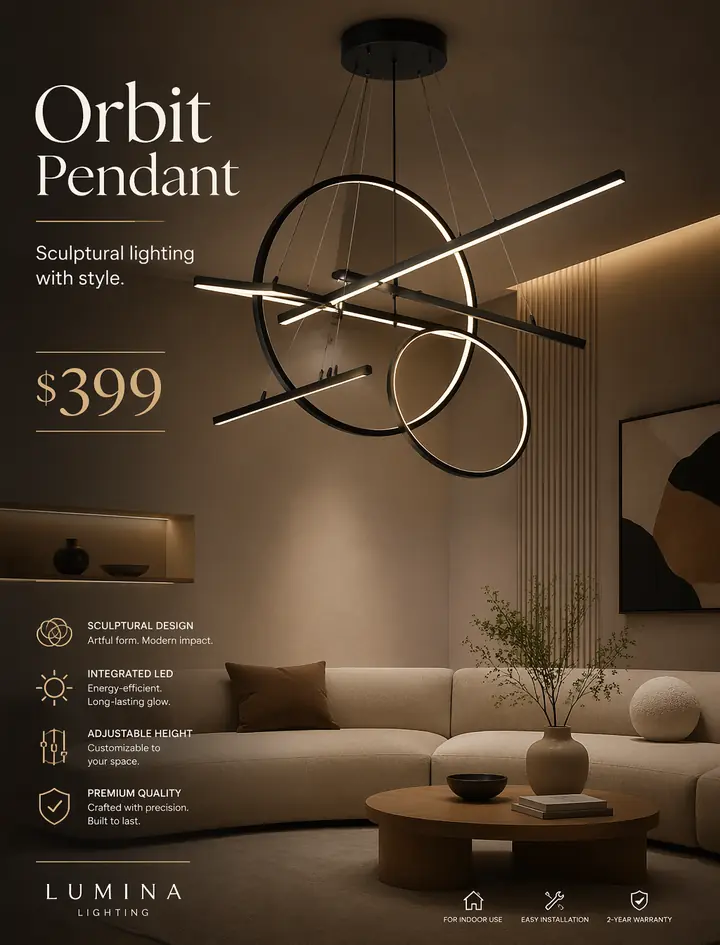 Orbit
Pendant
Sculptural lighting
with style.
$399
SCULPTURAL DESIGN
Artful form. Modern impact.
INTEGRATED LED
Energy-efficient.
Long-lasting glow.
ADJUSTABLE HEIGHT
Customizable to
your space.
PREMIUM QUALITY
Crafted with precision.
Built to last.
LUMINA
LIGHTING
FOR INDOOR USE
EASY INSTALLATION
2-YEAR WARRANTY